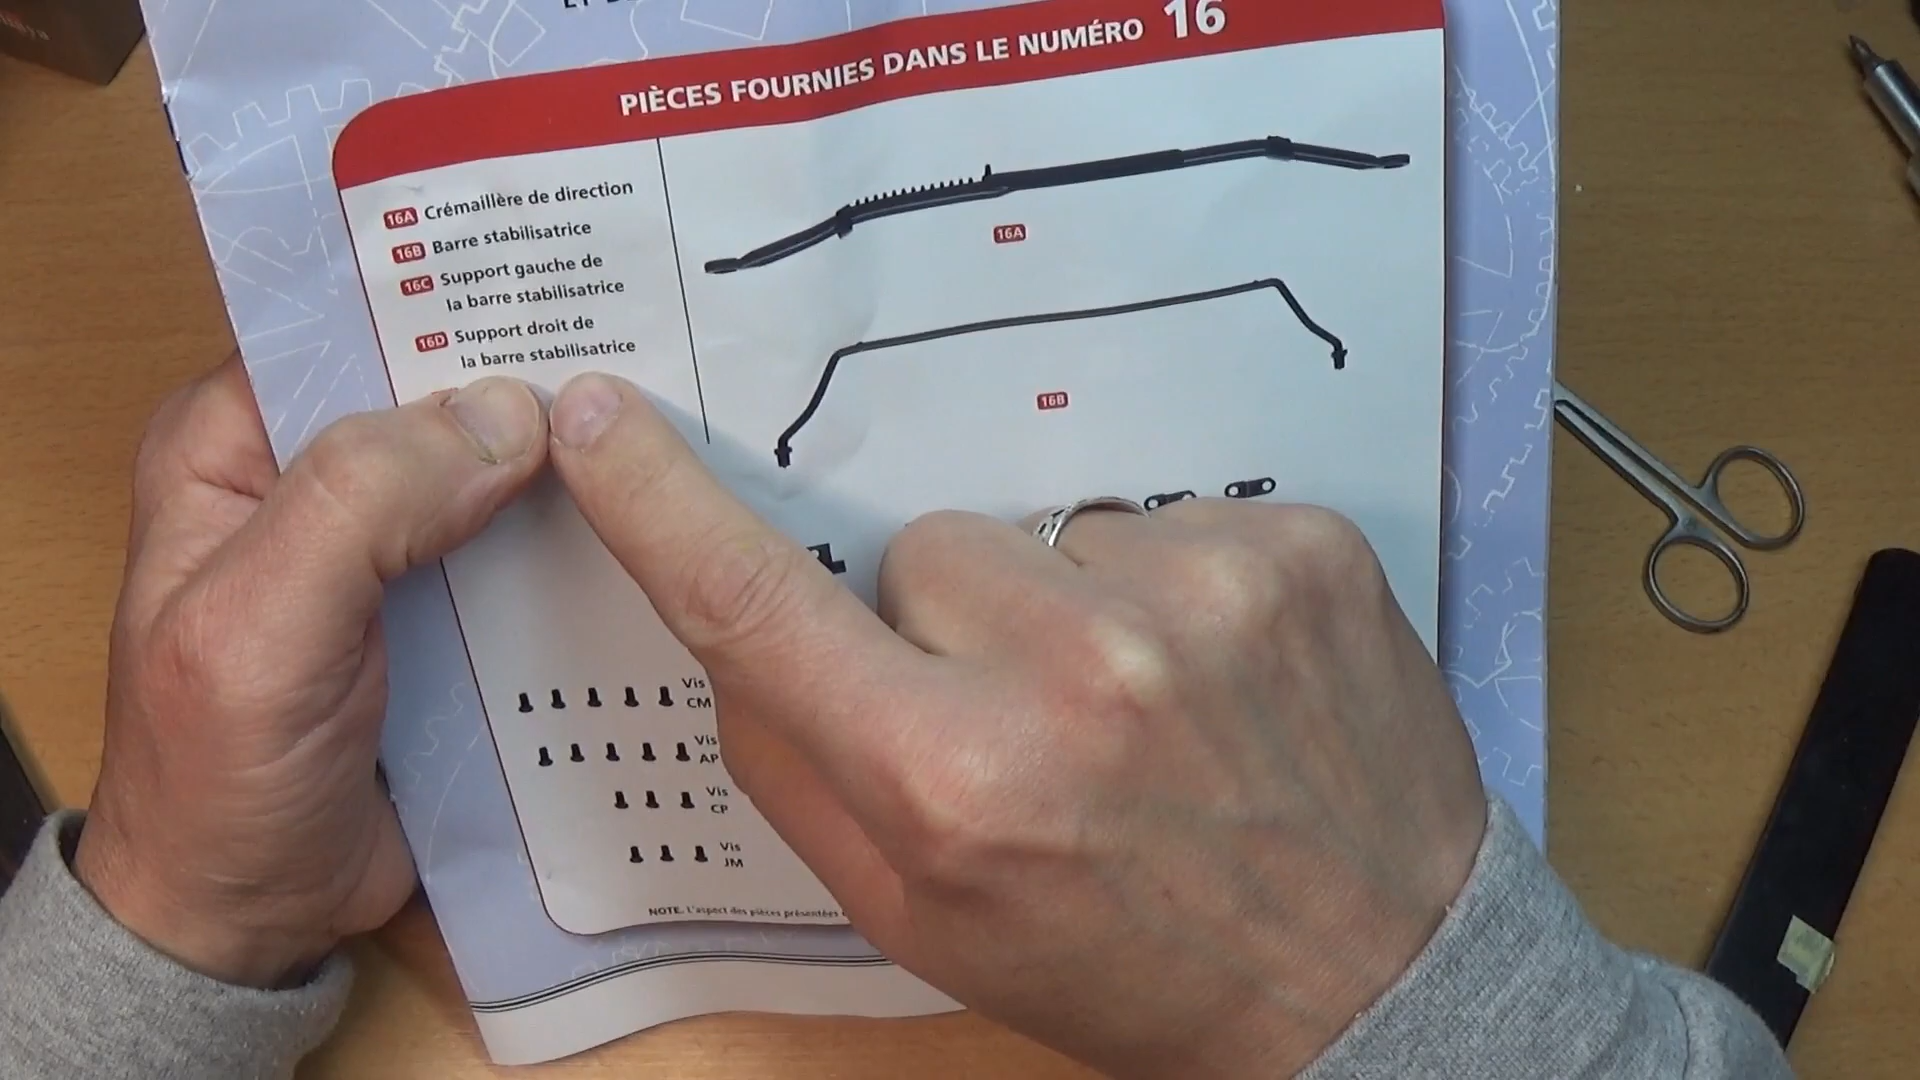 PIÈCES FOURNIES DANS LE NUMÉRO 16
16A Crémaillère de direction
16B Barre stabilisatrice
16C Support gauche de
la barre stabilisatrice
16D Support droit de
la barre stabilisatrice
16A
16B
Vis
CM
Vis
AP
Vis
CP
Vis
JM
NOTE. L'aspect des pièces présentées